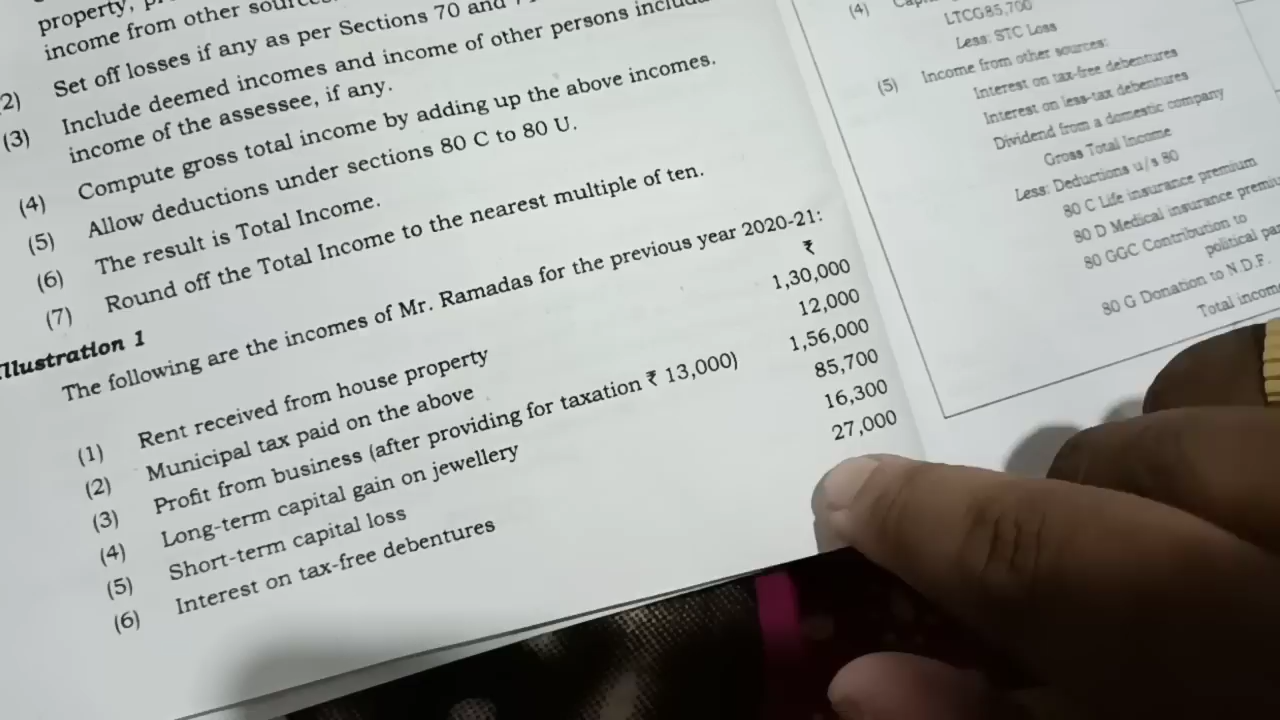 property,
income from other sources.
2) Set off losses if any as per Sections 70 and
(3) Include deemed incomes and income of other persons
income of the assessee, if any.
(4) Compute gross total income by adding up the above incomes.
(5) Allow deductions under sections 80 C to 80 U.
(6) The result is Total Income.
(7) Round off the Total Income to the nearest multiple of ten.
Illustration 1
The following are the incomes of Mr. Ramadas for the previous year 2020-21:
₹
(1) Rent received from house property 1,30,000
(2) Municipal tax paid on the above 12,000
(3) Profit from business (after providing for taxation ₹ 13,000) 1,56,000
(4) Long-term capital gain on jewellery 85,700
(5) Short-term capital loss 16,300
(6) Interest on tax-free debentures 27,000
(4)
LTCG85,700
Less: STC Loss
(5) Income from other sources:
Interest on tax-free debentures
Interest on less-tax debentures
Dividend from a domestic company
Gross Total Income
Less: Deductions u/s 80
80 C Life insurance premium
80 D Medical insurance
80 GGC Contribution to
political
80 G Donation to N.D.F.
Total